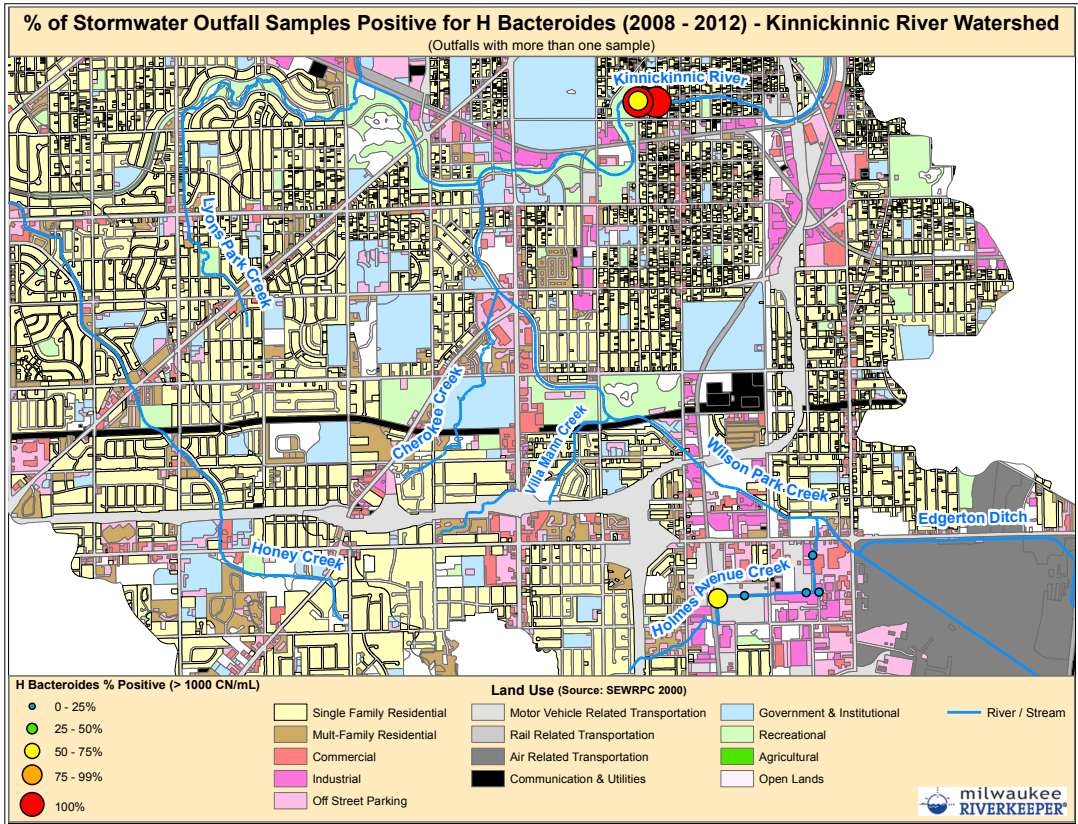 % of Stormwater Outfall Samples Positive for H Bacteroides (2008 - 2012) - Kinnickinnic River Watershed
(Outfalls with more than one sample)
Kinnickinnic River
Lyons Park Creek
Cherokee Creek
Villa Mann Creek
Wilson Park Creek
Edgerton Ditch
Honey Creek
Holmes Avenue Creek
H Bacteroides % Positive (> 1000 CN/mL)
0 - 25%
25 - 50%
50 - 75%
75 - 99%
100%
Land Use (Source: SEWRPC 2000)
Single Family Residential
Mult-Family Residential
Commercial
Industrial
Off Street Parking
Motor Vehicle Related Transportation
Rail Related Transportation
Air Related Transportation
Communication & Utilities
Government & Institutional
Recreational
Agricultural
Open Lands
River / Stream
milwaukee
RIVERKEEPER®